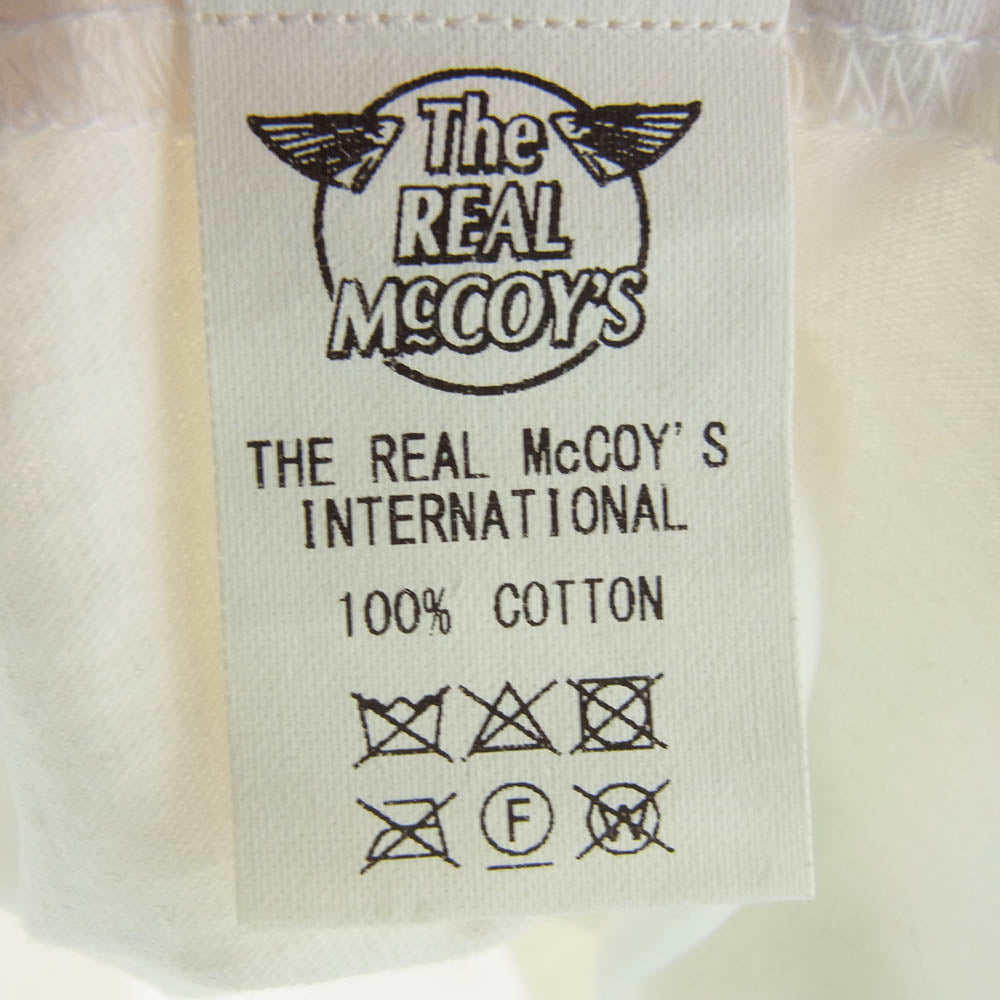 The
REAL
McCOY'S
THE REAL McCOY'S
INTERNATIONAL
100% COTTON
F W